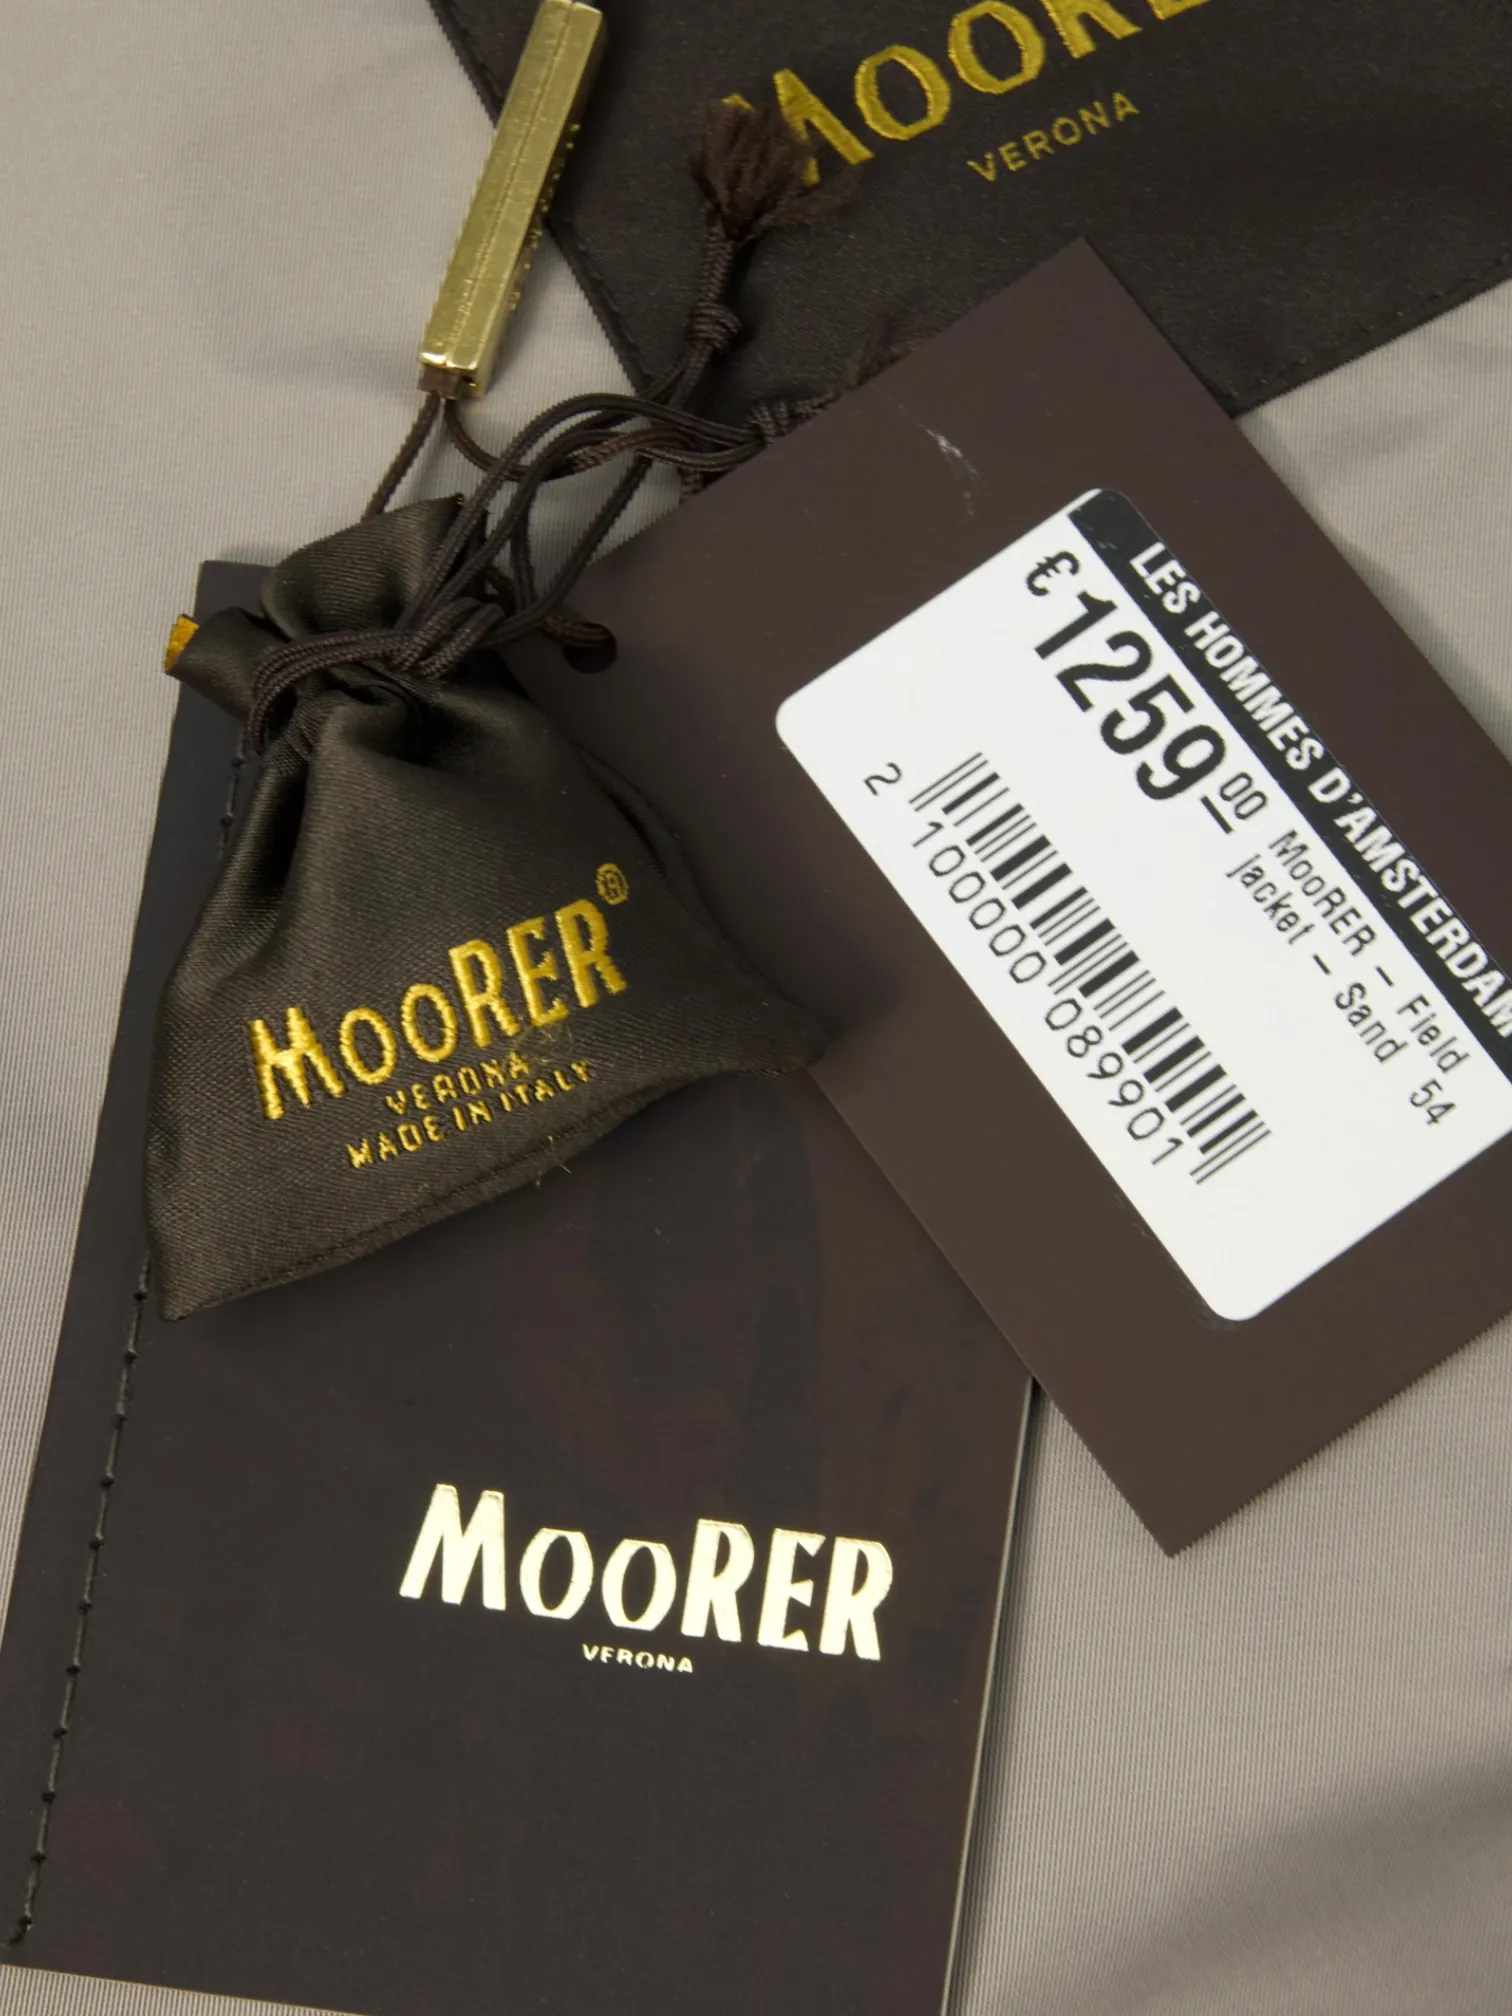 MOORE
VERONA
LES HOMMES D'AMSTERDAM
€1259.00
MooRER - Field
jacket - Sand 54
2 100000 089901
MOORER®
VERONA
MADE IN ITALY
MOORER
VERONA